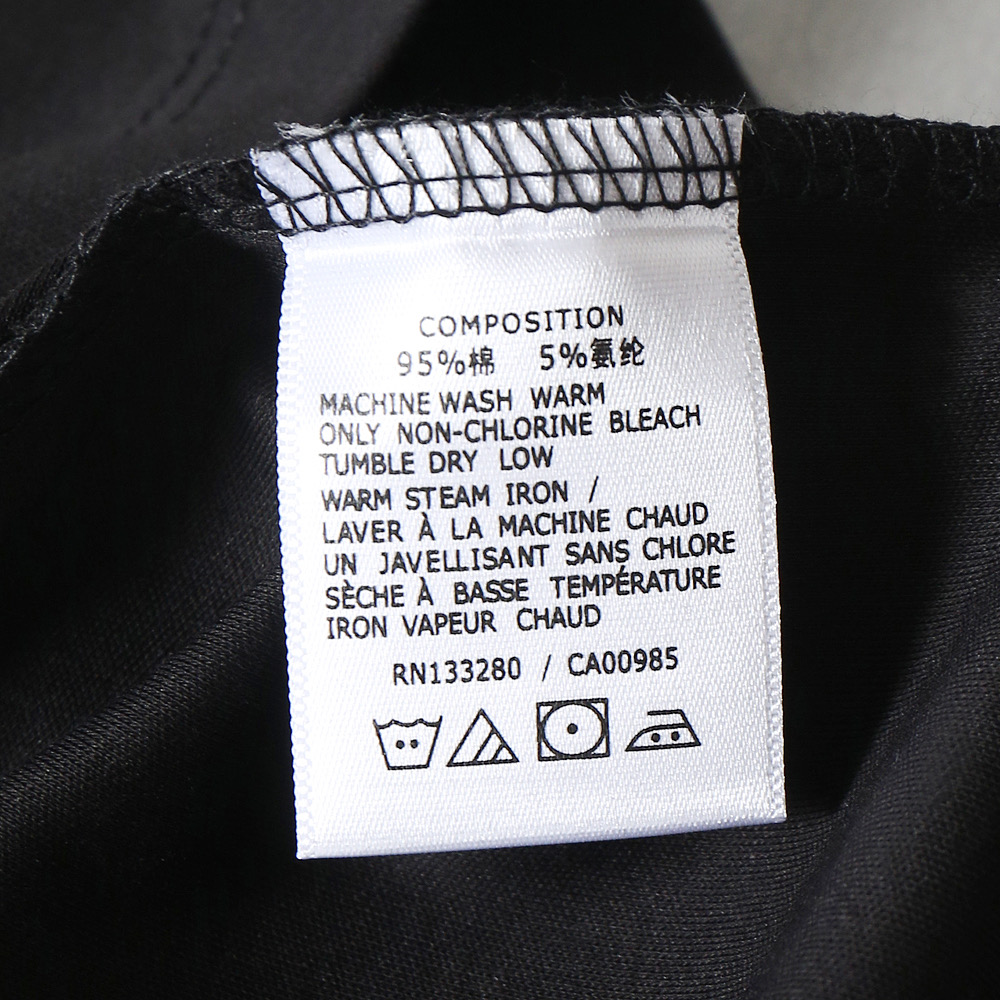 COMPOSITION
95%棉 5%氨纶
MACHINE WASH WARM
ONLY NON-CHLORINE BLEACH
TUMBLE DRY LOW
WARM STEAM IRON /
LAVER À LA MACHINE CHAUD
UN JAVELLISANT SANS CHLORE
SÈCHE À BASSE TEMPÉRATURE
IRON VAPEUR CHAUD
RN133280 / CA00985